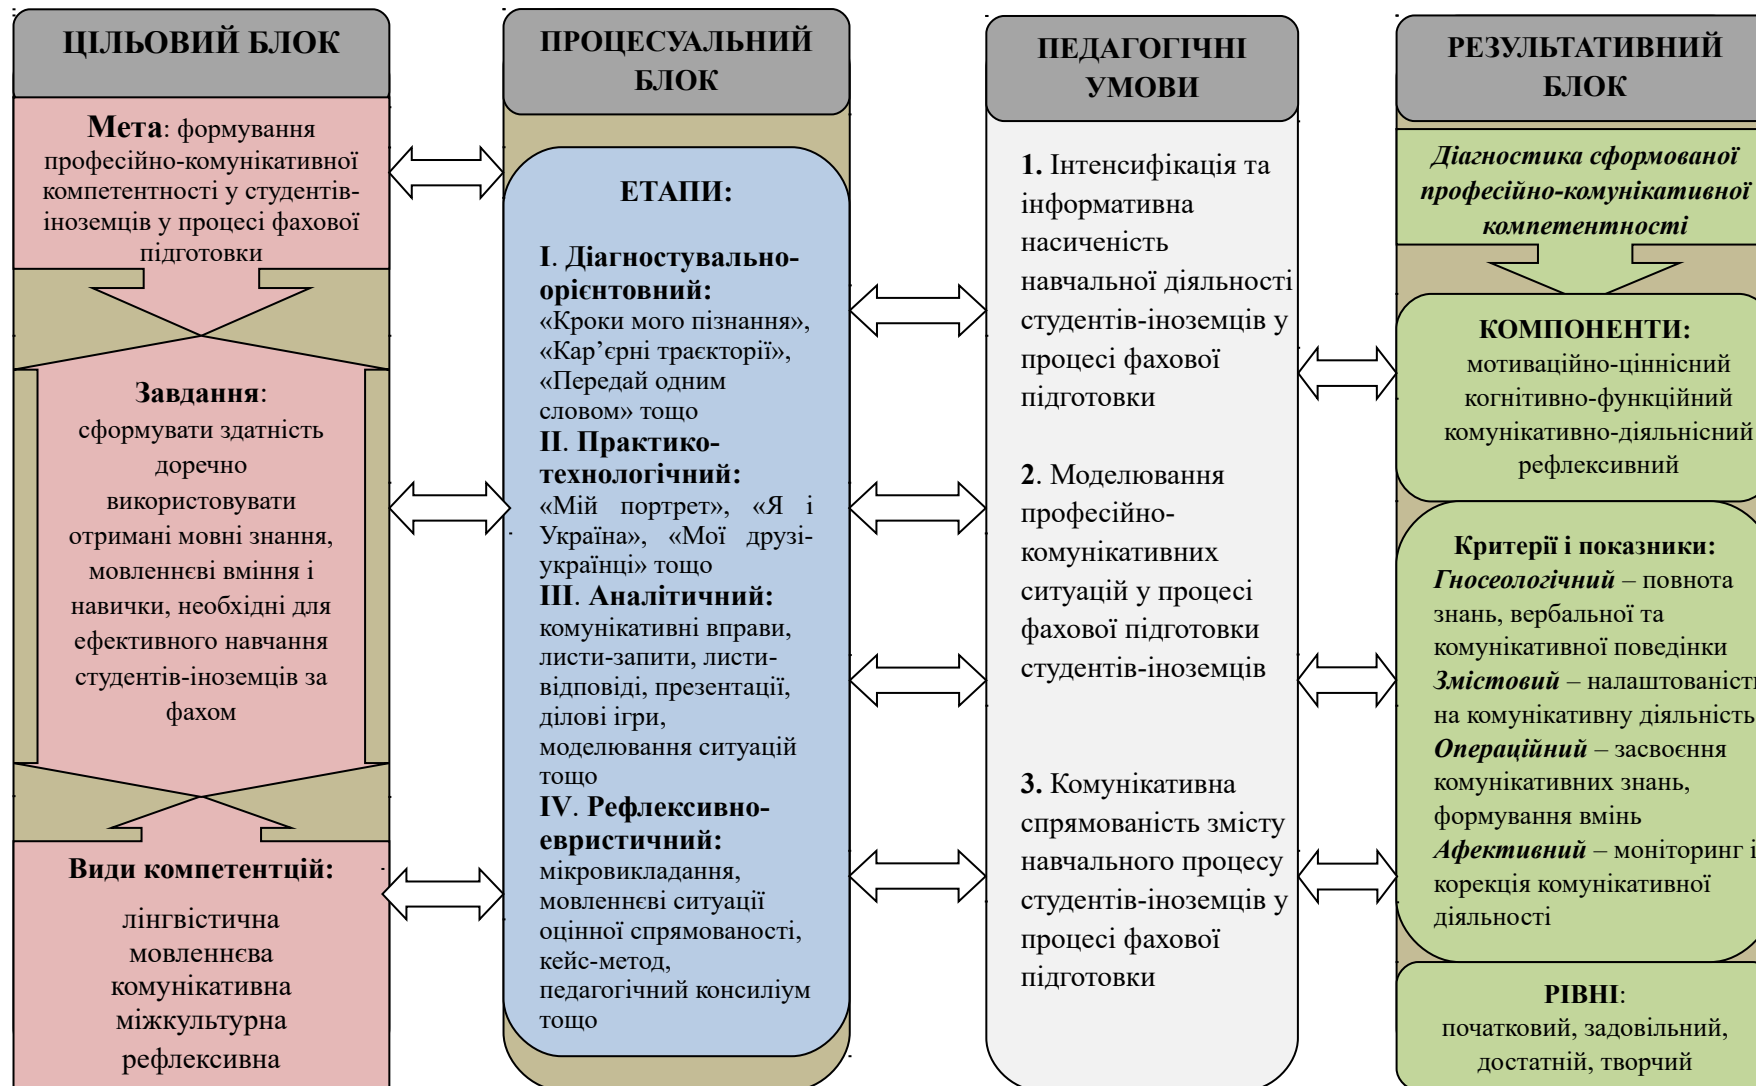 ЦІЛЬОВИЙ БЛОК
Мета: формування
професійно-комунікативної
компетентності у студентів-
іноземців у процесі фахової
підготовки
Завдання:
сформувати здатність
доречно
використовувати
отримані мовні знання,
мовленнєві вміння і
навички, необхідні для
ефективного навчання
студентів-іноземців за
фахом
Види компетентцій:
лінгвістична
мовленнєва
комунікативна
міжкультурна
рефлексивна
ПРОЦЕСУАЛЬНИЙ
БЛОК
ЕТАПИ:
І. Діагностувально-
орієнтовний:
«Кроки мого пізнання»,
«Кар’єрні траєкторії»,
«Передай одним
словом» тощо
ІІ. Практико-
технологічний:
«Мій портрет», «Я і
Україна», «Мої друзі-
українці» тощо
ІІІ. Аналітичний:
комунікативні вправи,
листи-запити, листи-
відповіді, презентації,
ділові ігри,
моделювання ситуацій
тощо
IV. Рефлексивно-
евристичний:
мікровикладання,
мовленнєві ситуації
оцінної спрямованості,
кейс-метод,
педагогічний консиліум
тощо
ПЕДАГОГІЧНІ
УМОВИ
1. Інтенсифікація та
інформативна
насиченість
навчальної діяльності
студентів-іноземців у
процесі фахової
підготовки
2. Моделювання
професійно-
комунікативних
ситуацій у процесі
фахової підготовки
студентів-іноземців
3. Комунікативна
спрямованість змісту
навчального процесу
студентів-іноземців у
процесі фахової
підготовки
РЕЗУЛЬТАТИВНИЙ
БЛОК
Діагностика сформованої
професійно-комунікативної
компетентності
КОМПОНЕНТИ:
мотиваційно-ціннісний
когнітивно-функційний
комунікативно-діяльнісний
рефлексивний
Критерії і показники:
Гносеологічний – повнота
знань, вербальної та
комунікативної поведінки
Змістовий – налаштованість
на комунікативну діяльність
Операційний – засвоєння
комунікативних знань,
формування вмінь
Афективний – моніторинг і
корекція комунікативної
діяльності
РІВНІ:
початковий, задовільний,
достатній, творчий